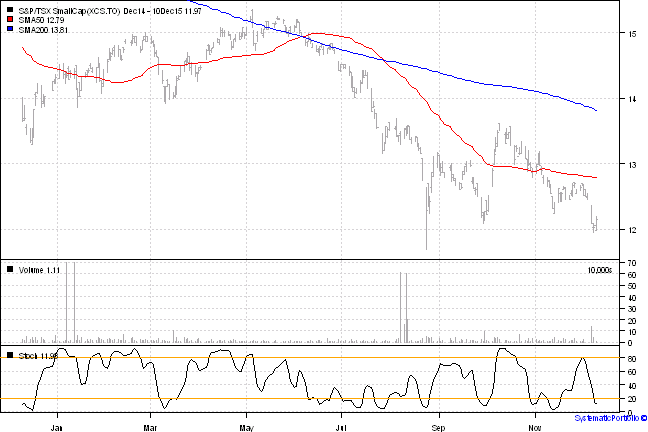 S&P/TSX SmallCap(XCS.TO) Dec14 - 10Dec15 11.97
SMA50 12.79
SMA200 13.81
15
14
13
12
Volume 1.11
10,000s
70
60
50
40
30
20
10
0
Stoch 11.98
80
60
40
20
0
Jan Mar May Jul Sep Nov
SystematicPortfolio ©